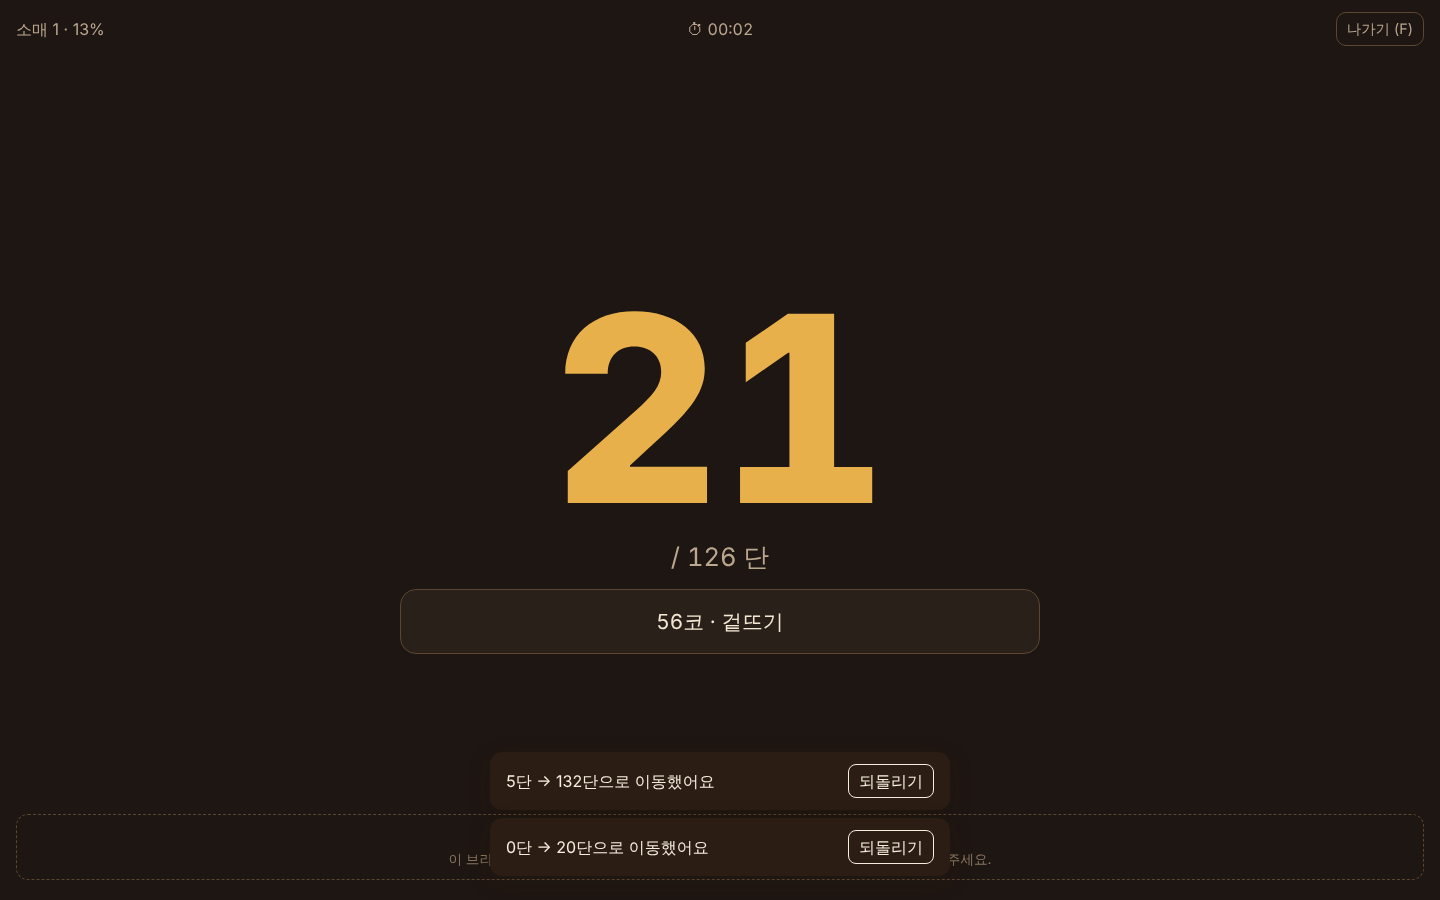 소매 1 · 13%
⏱ 00:02
나가기 (F)
21
/ 126 단
56코 · 겉뜨기
5단 → 132단으로 이동했어요
되돌리기
0단 → 20단으로 이동했어요
되돌리기
이 주세요.